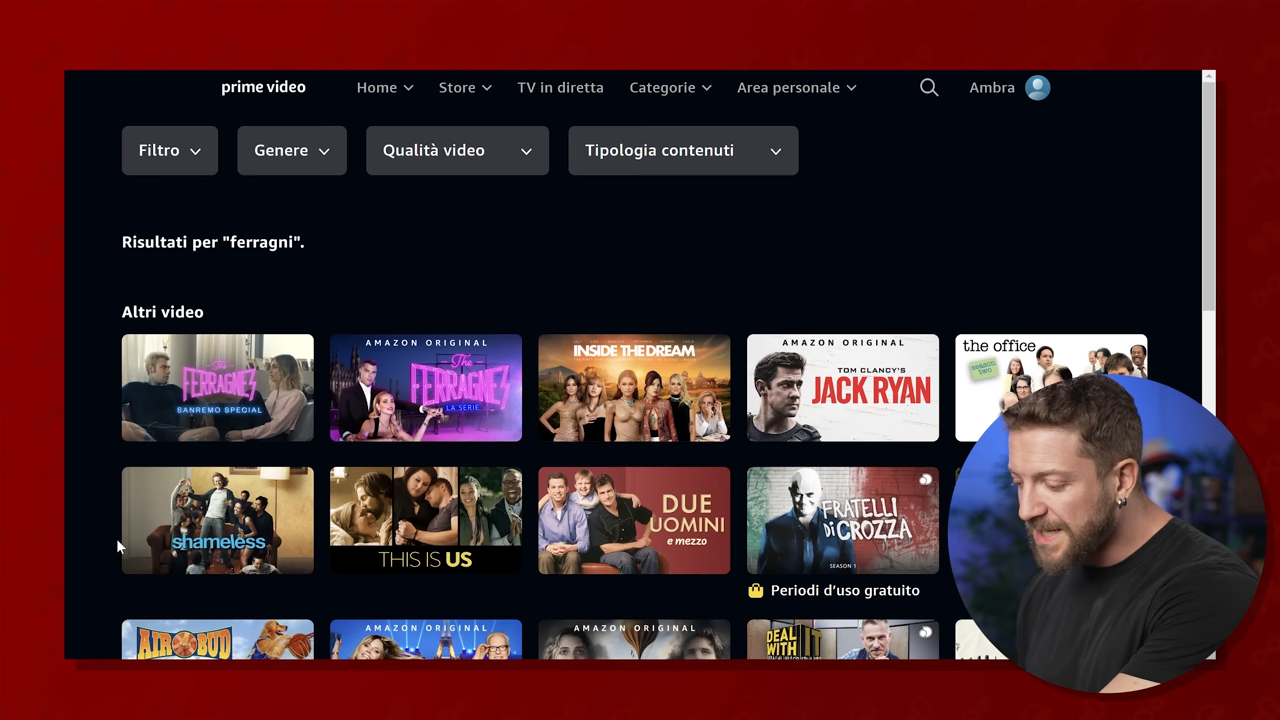 prime video
Home
Store
TV in diretta
Categorie
Area personale
Ambra
Filtro
Genere
Qualità video
Tipologia contenuti
Risultati per "ferragni".
Altri video
The
FERRAGNEZ
SANREMO SPECIAL
AMAZON ORIGINAL
The
FERRAGNEZ
LA SERIE
INSIDE THE DREAM
AMAZON ORIGINAL
TOM CLANCY'S
JACK RYAN
the office
season
two
shameless
THIS IS US
DUE
UOMINI
e mezzo
FRATELLI
di CROZZA
SEASON 1
Periodi d'uso gratuito
AIR BUD
AMAZON ORIGINAL
AMAZON ORIGINAL
DEAL
WITH IT